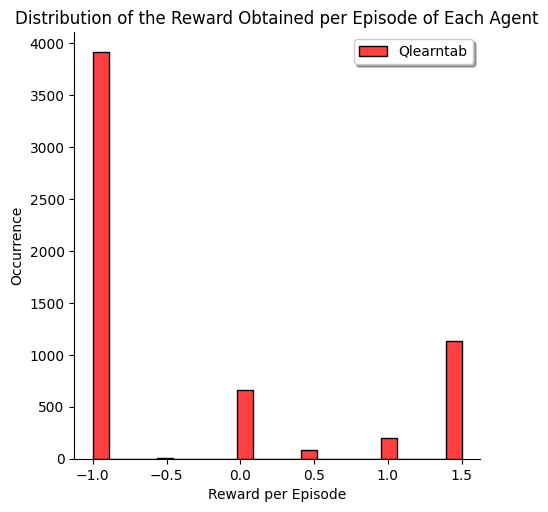 Distribution of the Reward Obtained per Episode of Each Agent
Qlearntab
4000
3500
3000
2500
2000
1500
1000
500
0
Occurrence
−1.0 −0.5 0.0 0.5 1.0 1.5
Reward per Episode